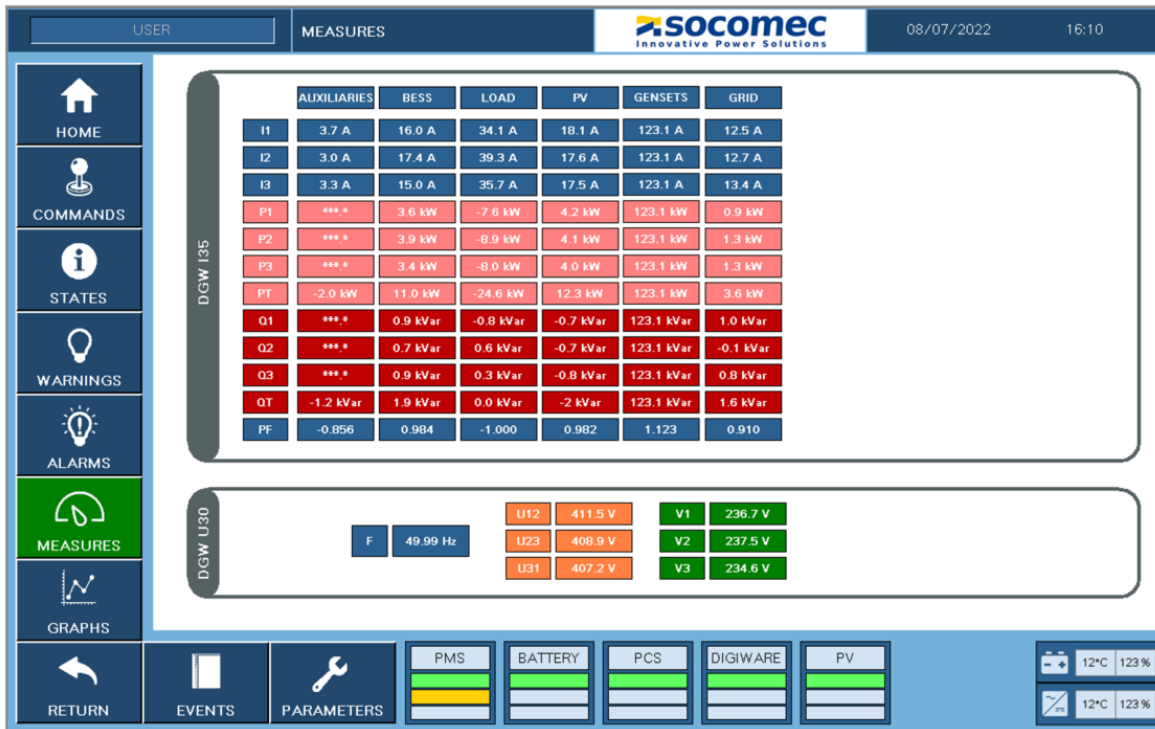 USER MEASURES socomec 08/07/2022 16:10
Innovative Power Solutions
HOME
COMMANDS
STATES
WARNINGS
ALARMS
MEASURES
GRAPHS
DGW I35
AUXILIARIES BESS LOAD PV GENSETS GRID
I1 3.7 A 16.0 A 34.1 A 18.1 A 123.1 A 12.5 A
I2 3.0 A 17.4 A 39.3 A 17.6 A 123.1 A 12.7 A
I3 3.3 A 15.0 A 35.7 A 17.5 A 123.1 A 13.4 A
P1 ***.* 3.6 kW -7.6 kW 4.2 kW 123.1 kW 0.9 kW
P2 ***.* 3.9 kW -8.9 kW 4.1 kW 123.1 kW 1.3 kW
P3 ***.* 3.4 kW -8.0 kW 4.0 kW 123.1 kW 1.3 kW
PT -2.0 kW 11.0 kW -24.6 kW 12.3 kW 123.1 kW 3.6 kW
Q1 ***.* 0.9 kVar -0.8 kVar -0.7 kVar 123.1 kVar 1.0 kVar
Q2 ***.* 0.7 kVar 0.6 kVar -0.7 kVar 123.1 kVar -0.1 kVar
Q3 ***.* 0.9 kVar 0.3 kVar -0.8 kVar 123.1 kVar 0.8 kVar
QT -1.2 kVar 1.9 kVar 0.0 kVar -2 kVar 123.1 kVar 1.6 kVar
PF -0.856 0.984 -1.000 0.982 1.123 0.910
DGW U30
U12 411.5 V V1 236.7 V
F 49.99 Hz U23 408.9 V V2 237.5 V
U31 407.2 V V3 234.6 V
RETURN EVENTS PARAMETERS
PMS BATTERY PCS DIGIWARE PV
12°C 123 %
12°C 123 %